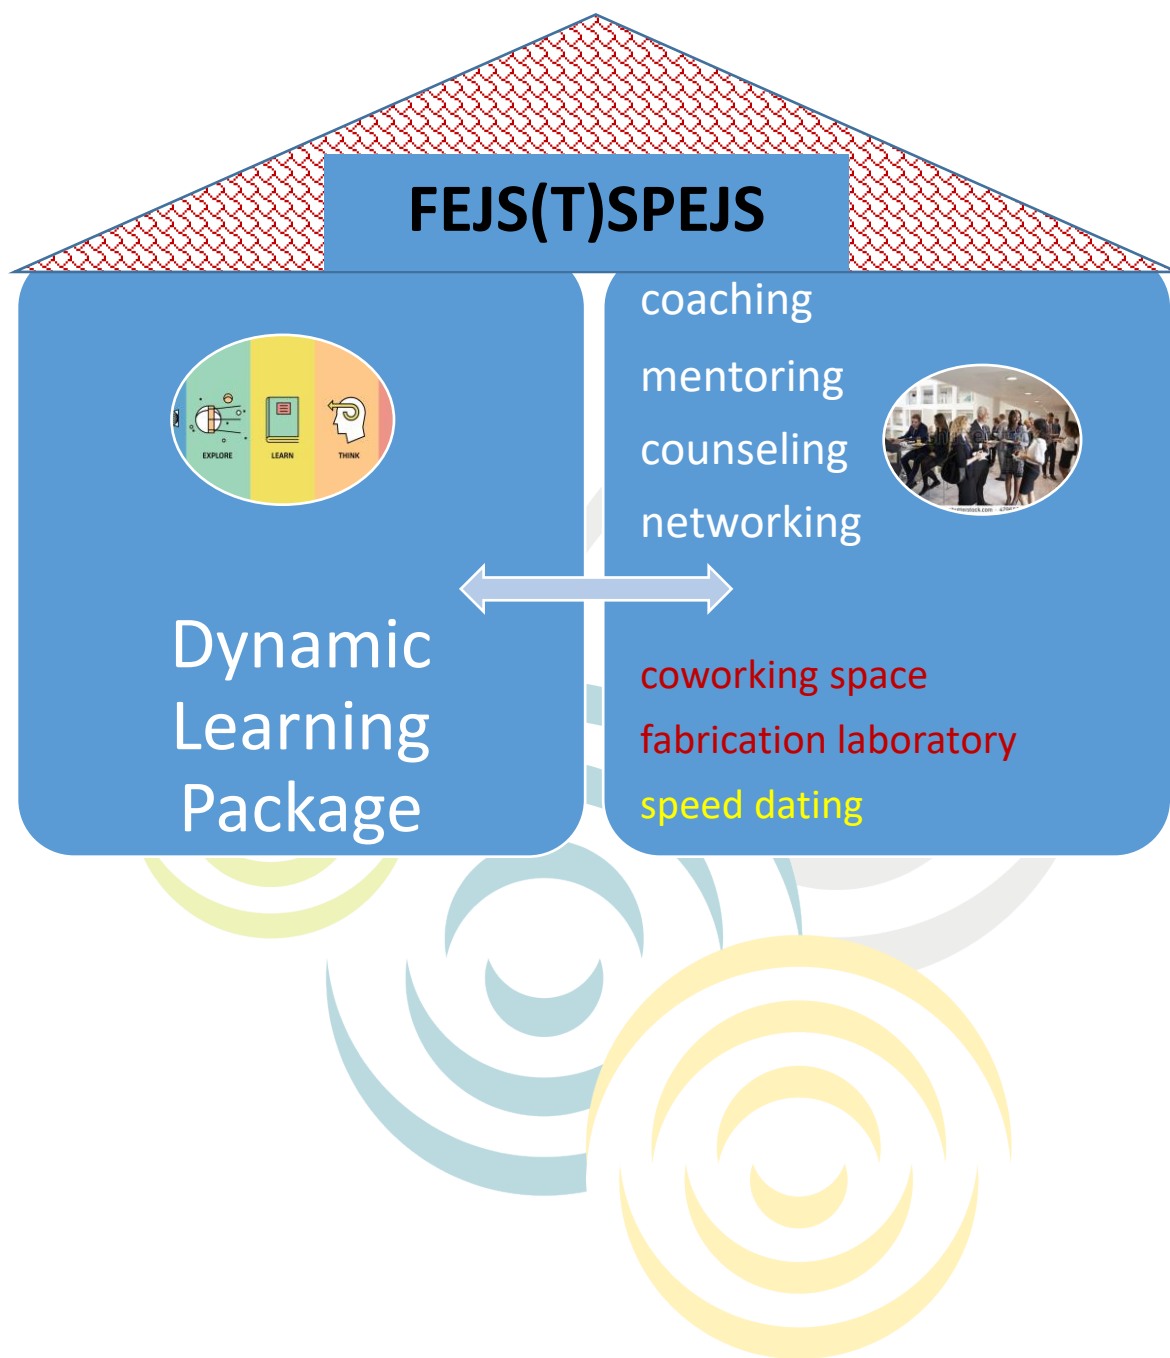 FEJS(T)SPEJS
EXPLORE
LEARN
THINK
Dynamic
Learning
Package
coaching
mentoring
counseling
networking
coworking space
fabrication laboratory
speed dating